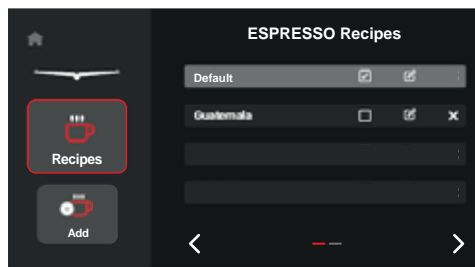 ESPRESSO Recipes
Default
Guatemala
Recipes
Add